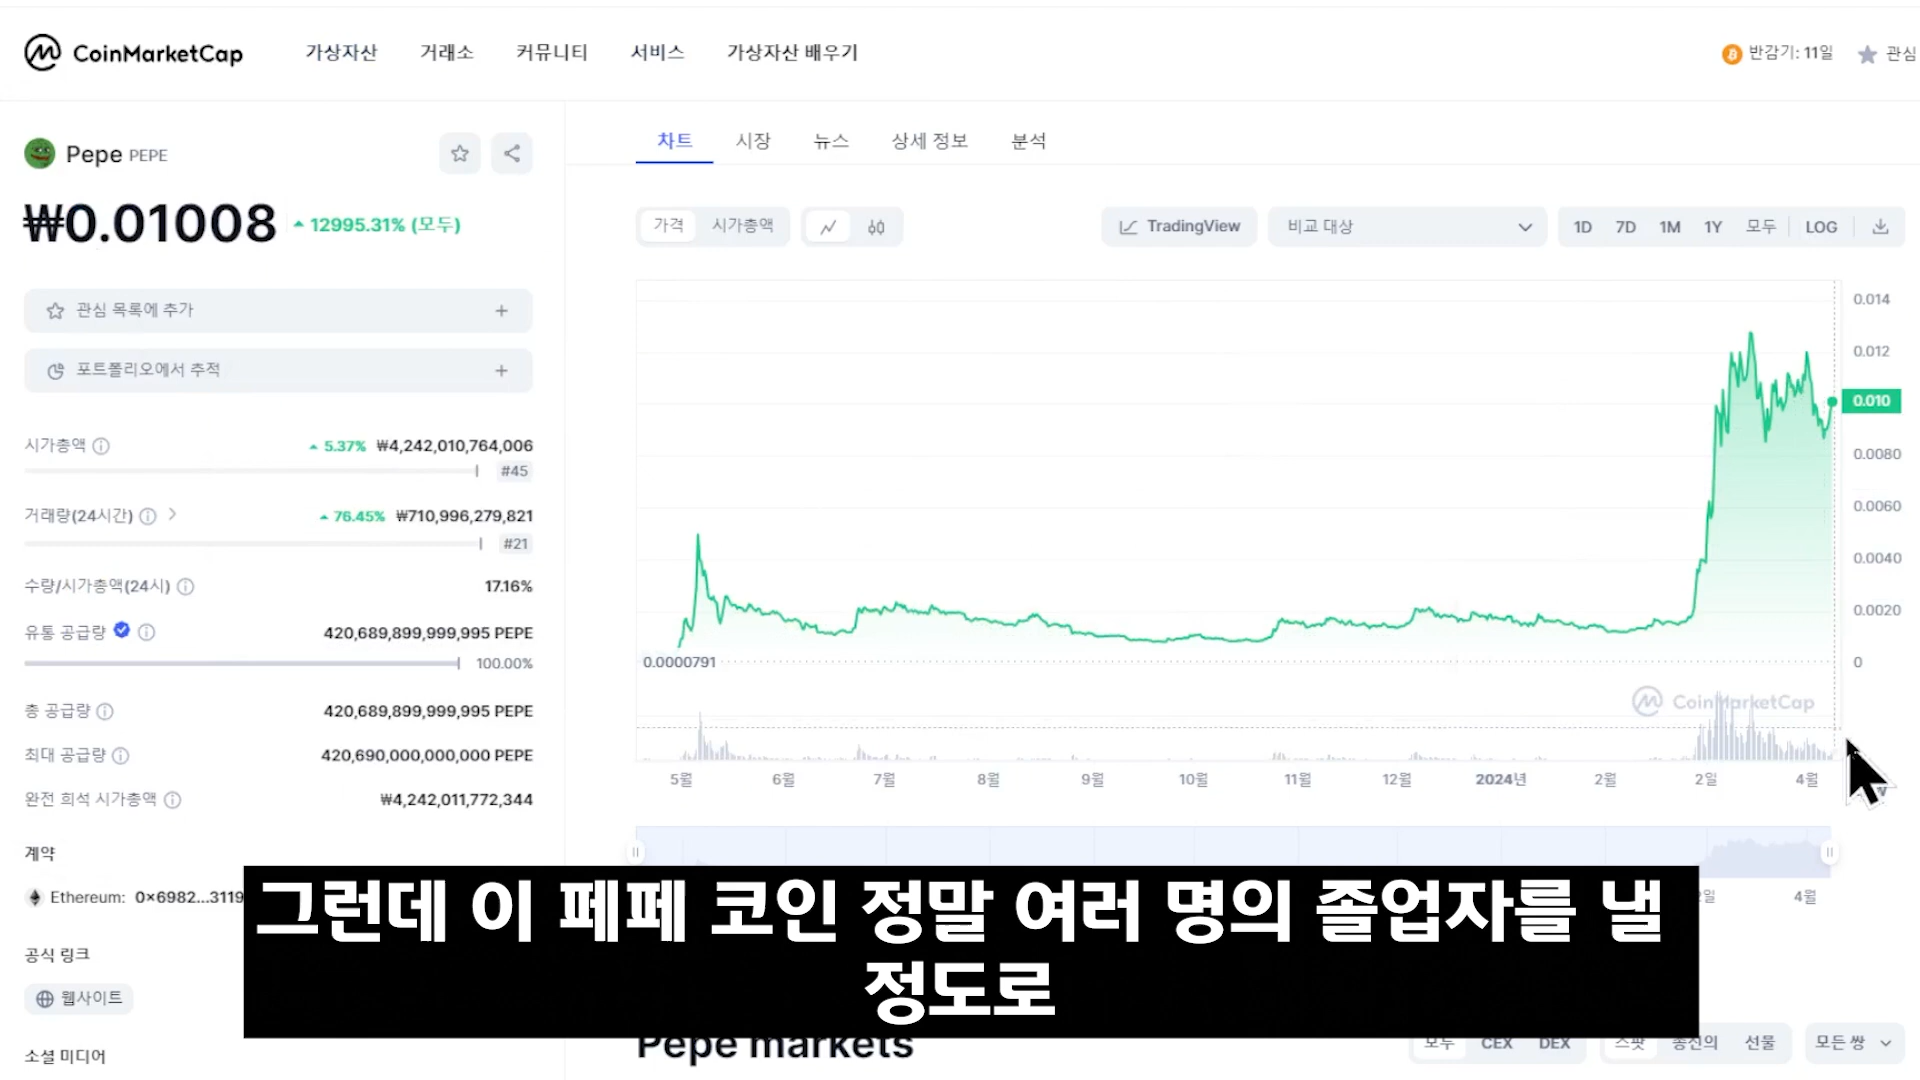 CoinMarketCap
가상자산 거래소 커뮤니티 서비스 가상자산 배우기
반감기: 11일 관심
Pepe PEPE
₩0.01008 12995.31% (모두)
관심 목록에 추가 +
포트폴리오에서 추적 +
시가총액 5.37% ₩4,242,010,764,006
#45
거래량(24시간) 76.45% ₩710,996,279,821
#21
수량/시가총액(24시) 17.16%
유통 공급량 420,689,899,999,995 PEPE
100.00%
총 공급량 420,689,899,999,995 PEPE
최대 공급량 420,690,000,000,000 PEPE
완전 희석 시가총액 ₩4,242,011,772,344
계약
Ethereum: 0x6982...3119
공식 링크
웹사이트
소셜 미디어
차트 시장 뉴스 상세 정보 분석
가격 시가총액 TradingView 비교 대상 1D 7D 1M 1Y 모두 LOG
0.014
0.012
0.010
0.0080
0.0060
0.0040
0.0020
0.0000791 0
CoinMarketCap
5월 6월 7월 8월 9월 10월 11월 12월 2024년 2월 2일 4월
2일 4월
그런데 이 페페 코인 정말 여러 명의 졸업자를 낼
정도로
Pepe markets
모두 CEX DEX 스팟 종신의 선물 모든 쌍